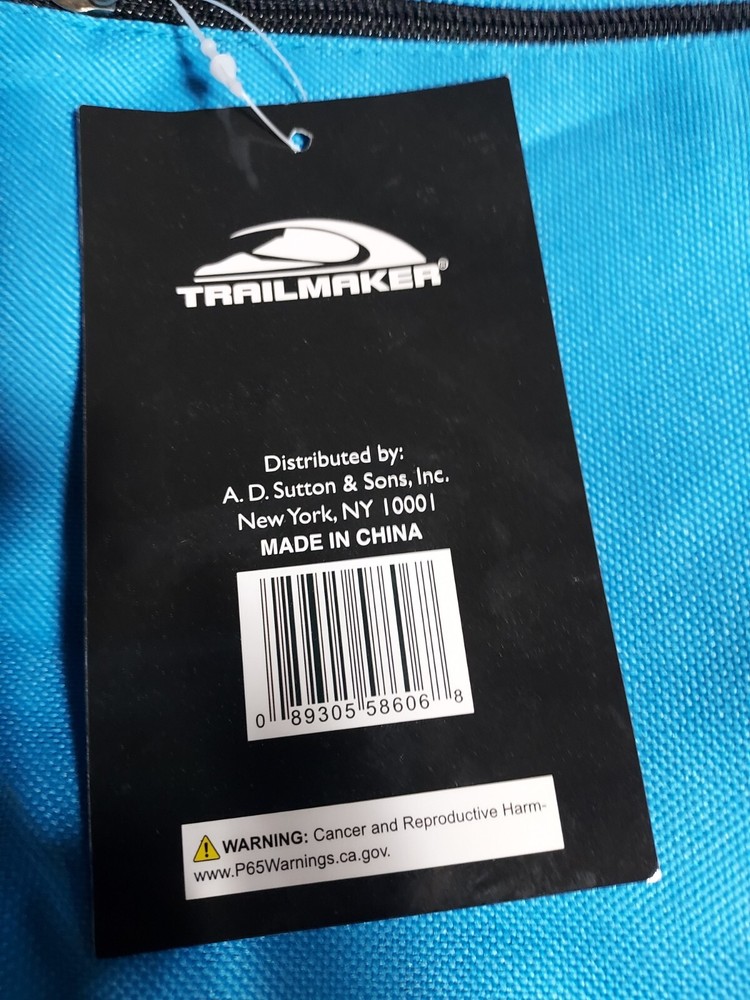 TRAILMAKER®
Distributed by:
A. D. Sutton & Sons, Inc.
New York, NY 10001
MADE IN CHINA
0 89305 58606 8
WARNING: Cancer and Reproductive Harm-
www.P65Warnings.ca.gov.